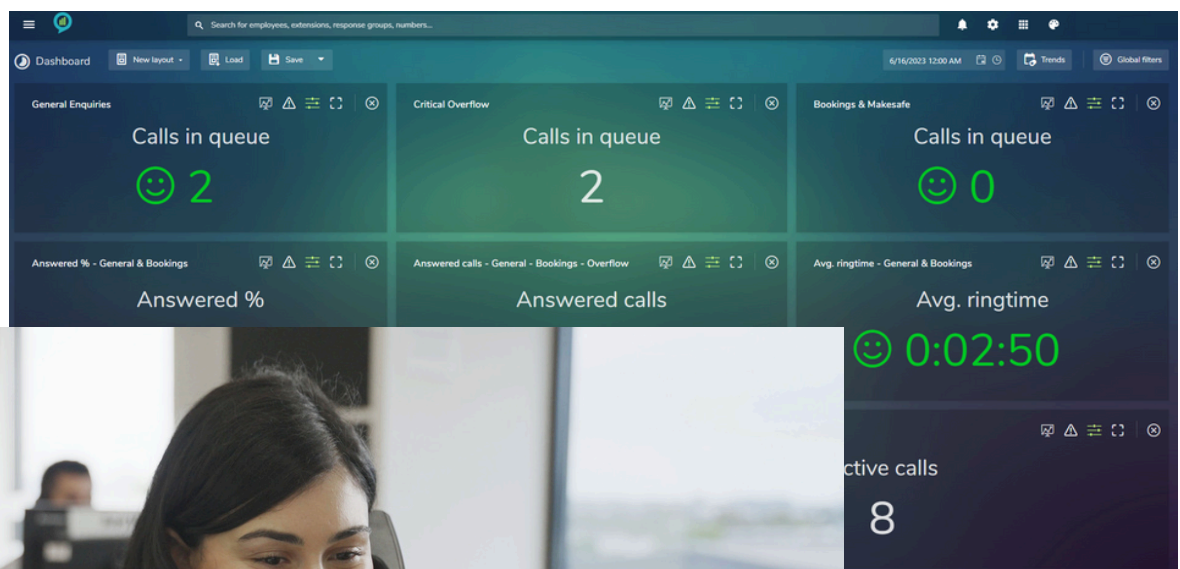 Search for employees, extensions, response groups, numbers...
Dashboard
New layout
Load
Save
6/16/2023 12:00 AM
Trends
Global filters
General Enquiries
Calls in queue
2
Critical Overflow
Calls in queue
2
Bookings & Makesafe
Calls in queue
0
Answered % - General & Bookings
Answered %
Answered calls - General - Bookings - Overflow
Answered calls
Avg. ringtime - General & Bookings
Avg. ringtime
0:02:50
ctive calls
8